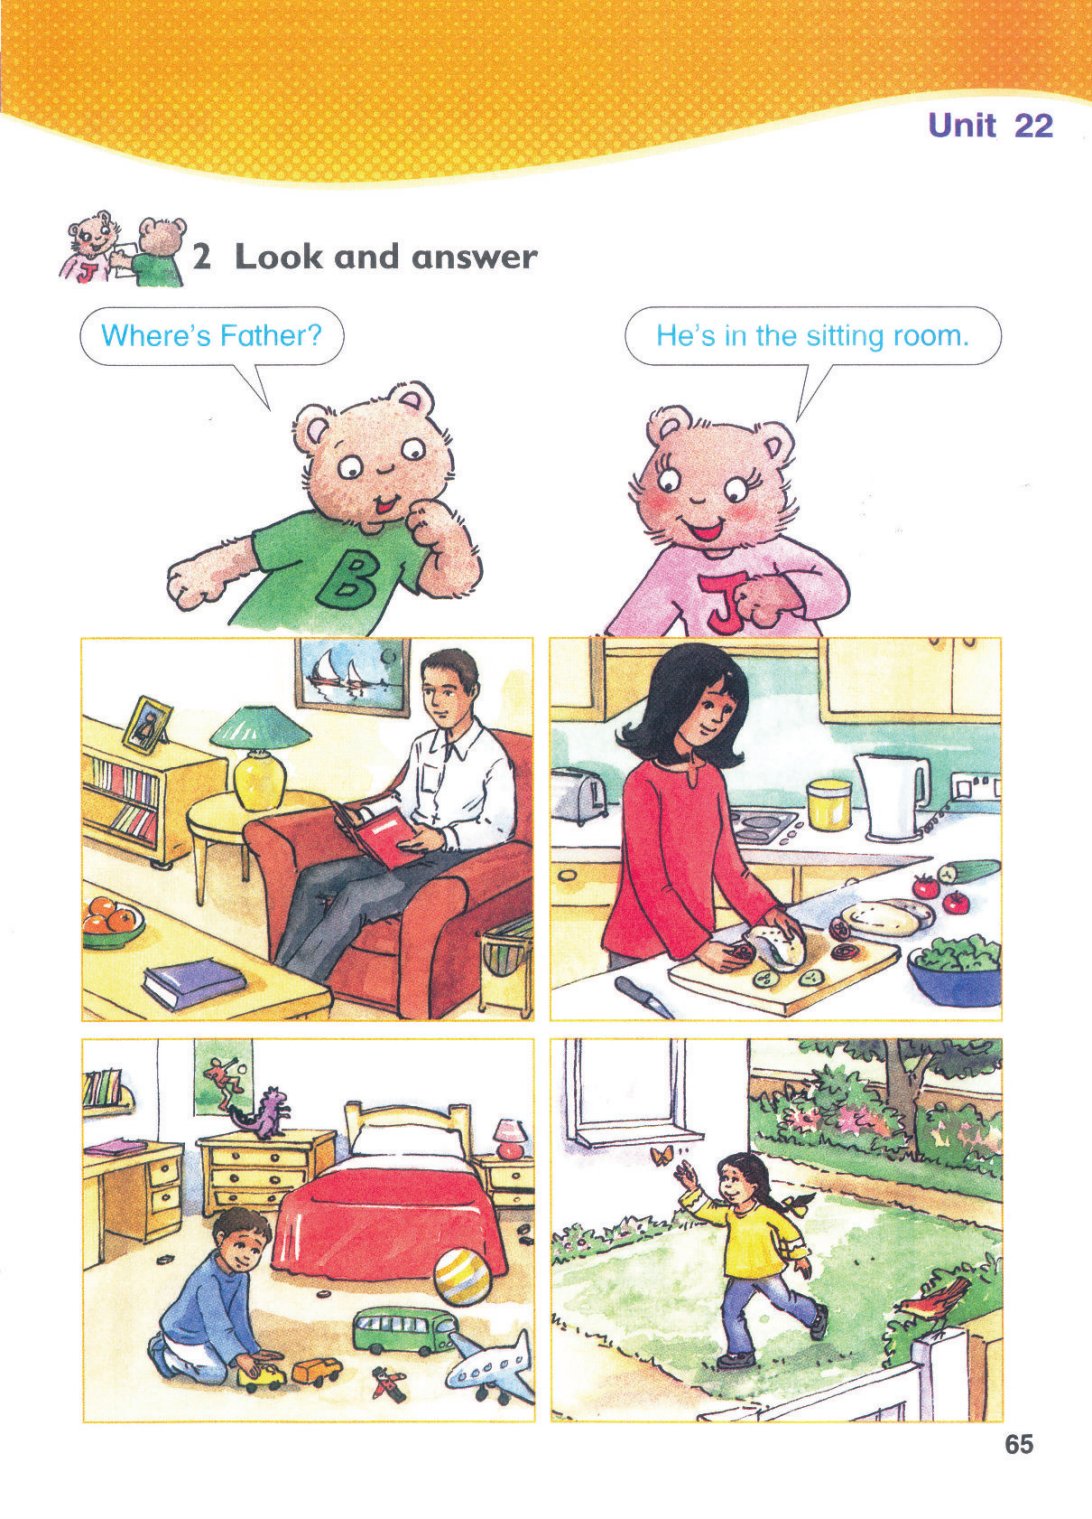 Unit 22
2 Look and answer
Where's Father?
He's in the sitting room.
B
J
J
65